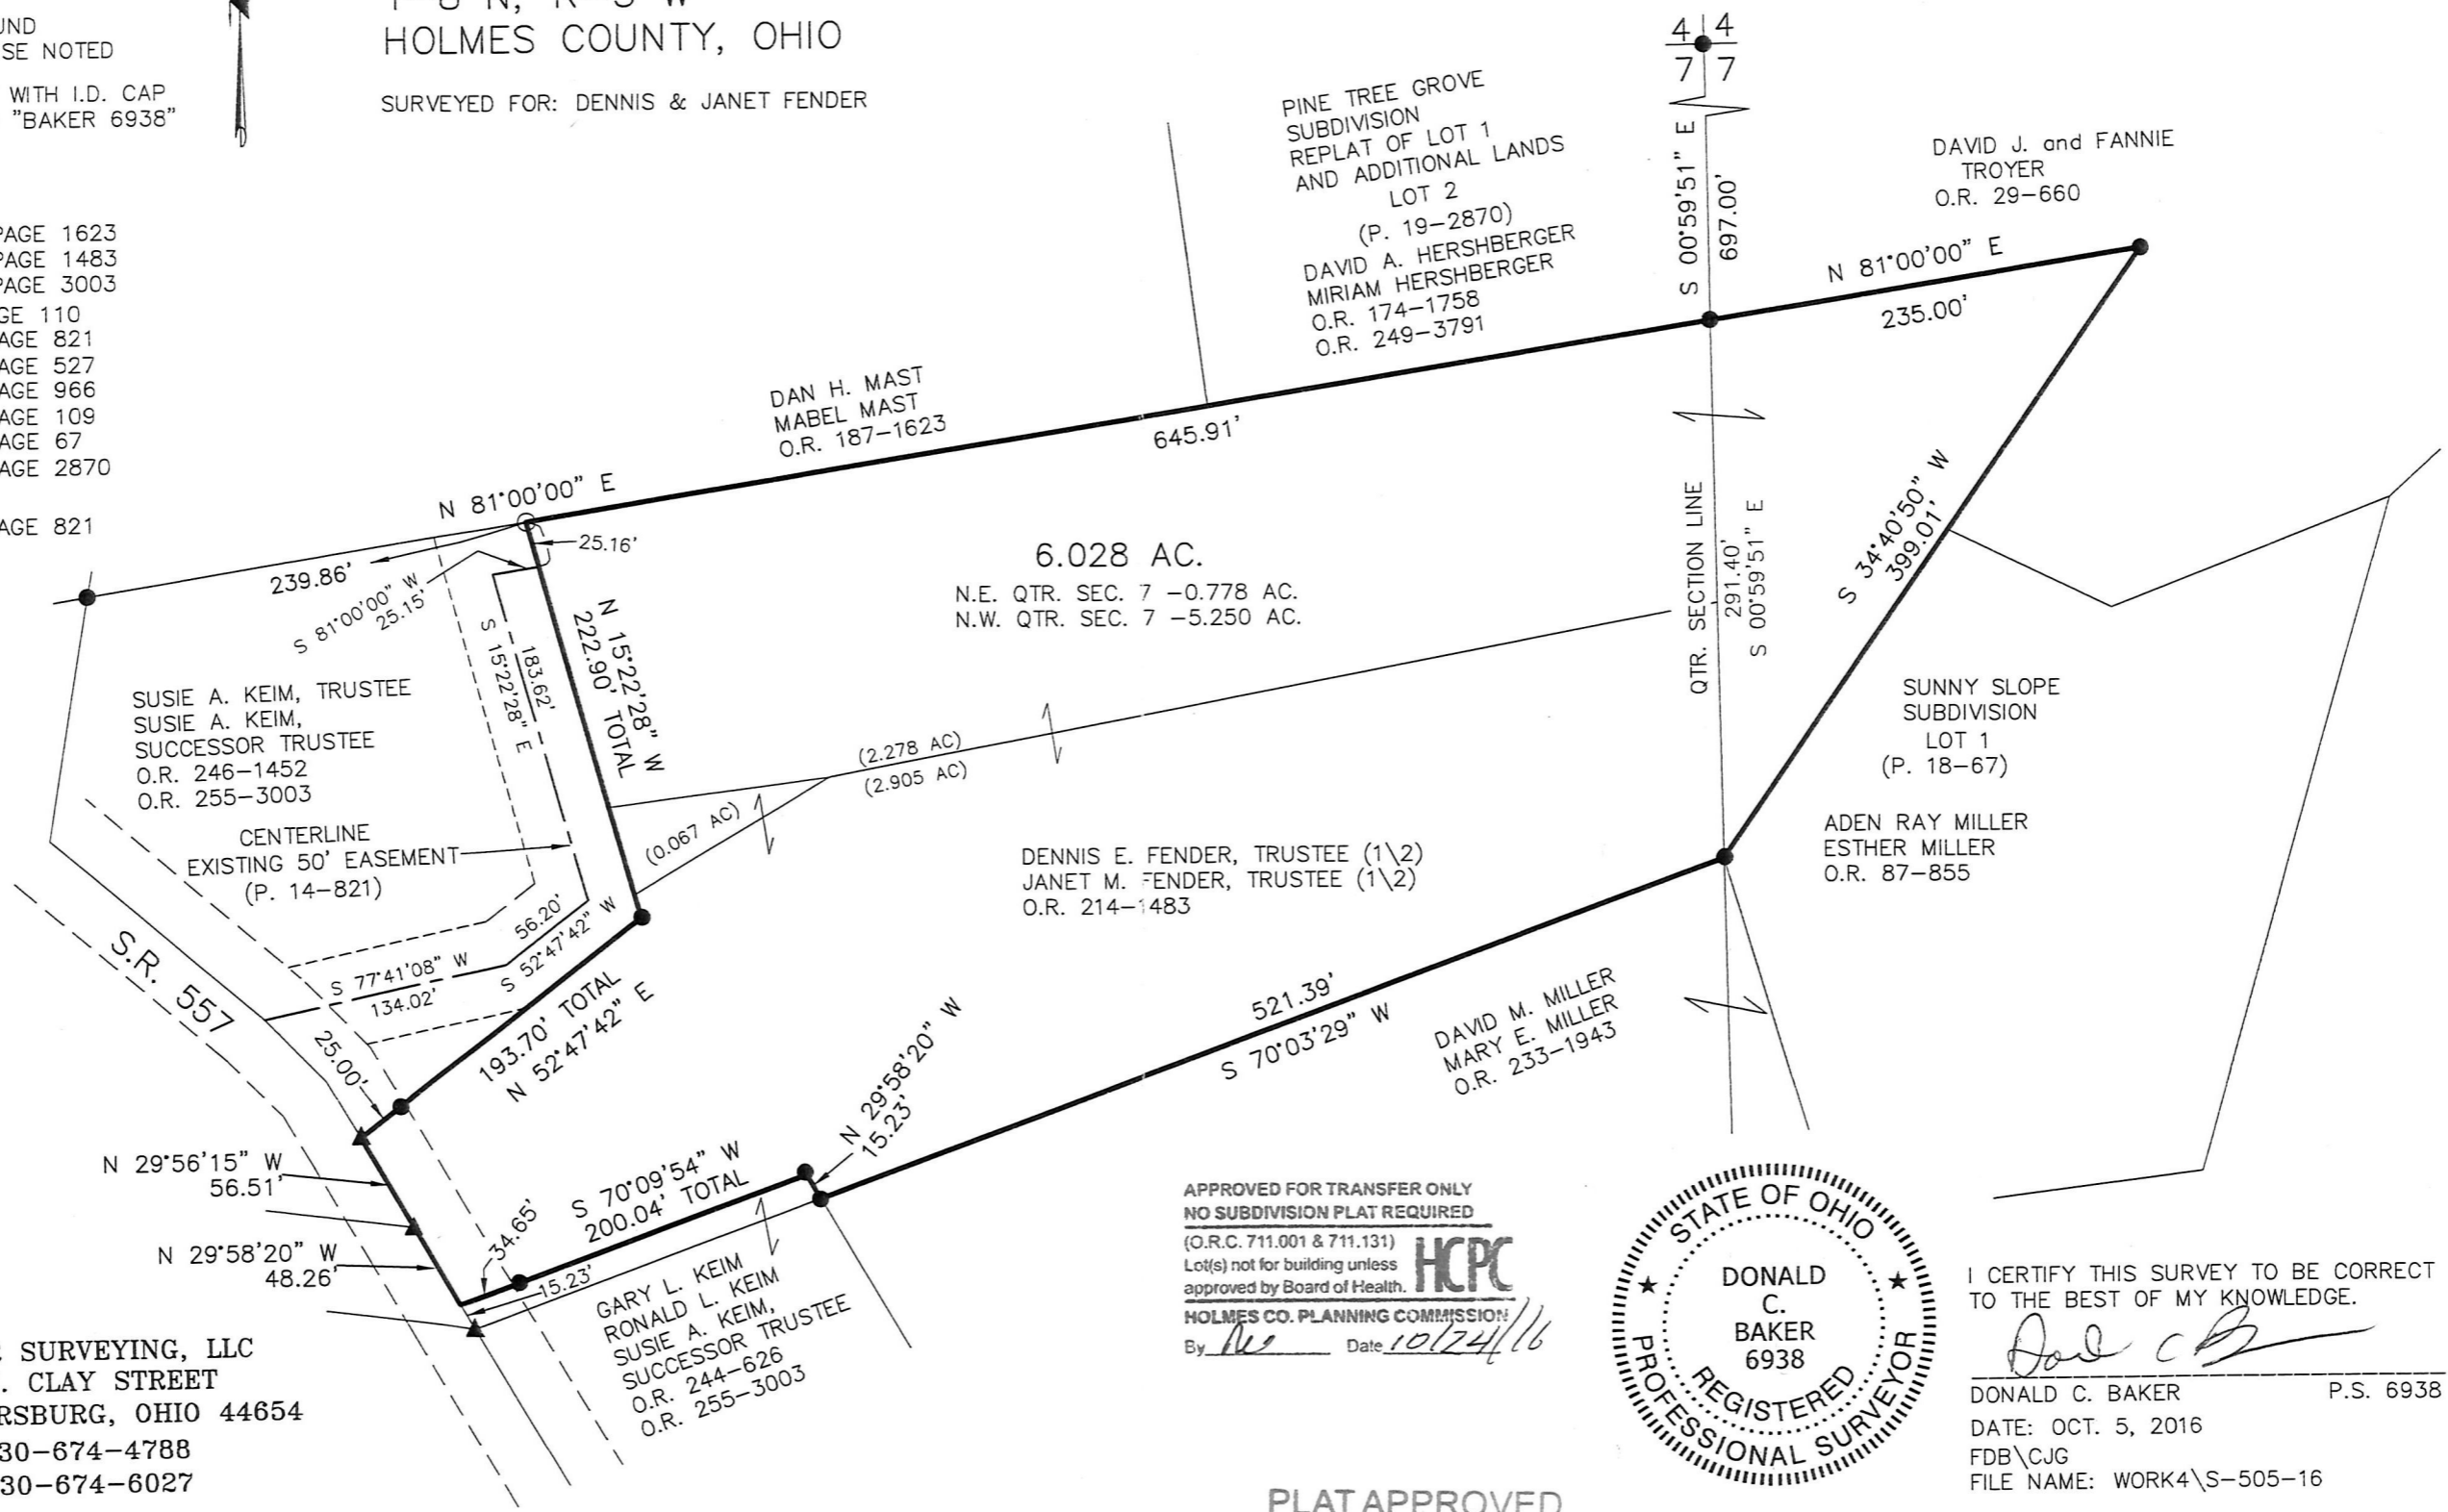 HOLMES COUNTY, OHIO
SURVEYED FOR: DENNIS & JANET FENDER
SE NOTED
WITH I.D. CAP
"BAKER 6938"
PAGE 1623
PAGE 1483
PAGE 3003
GE 110
AGE 821
AGE 527
AGE 966
AGE 109
AGE 67
AGE 2870
AGE 821
4 4
7 7
PINE TREE GROVE
SUBDIVISION
REPLAT OF LOT 1
AND ADDITIONAL LANDS
LOT 2
(P. 19-2870)
DAVID A. HERSHBERGER
MIRIAM HERSHBERGER
O.R. 174-1758
O.R. 249-3791
S 00°59'51" E
697.00'
DAVID J. and FANNIE
TROYER
O.R. 29-660
N 81°00'00" E
235.00'
DAN H. MAST
MABEL MAST
O.R. 187-1623
645.91'
N 81°00'00" E
239.86'
25.16'
S 81°00'00" W
25.15'
6.028 AC.
N.E. QTR. SEC. 7 -0.778 AC.
N.W. QTR. SEC. 7 -5.250 AC.
QTR. SECTION LINE
291.40'
S 00°59'51" E
S 34°40'50" W
399.01'
N 15°22'28" W
222.90' TOTAL
183.62'
S 15°22'28" E
SUSIE A. KEIM, TRUSTEE
SUSIE A. KEIM,
SUCCESSOR TRUSTEE
O.R. 246-1452
O.R. 255-3003
CENTERLINE
EXISTING 50' EASEMENT
(P. 14-821)
(2.278 AC)
(2.905 AC)
(0.067 AC)
DENNIS E. FENDER, TRUSTEE (1\2)
JANET M. FENDER, TRUSTEE (1\2)
O.R. 214-1483
SUNNY SLOPE
SUBDIVISION
LOT 1
(P. 18-67)
ADEN RAY MILLER
ESTHER MILLER
O.R. 87-855
S.R. 557
56.20'
S 52°47'42" W
S 77°41'08" W
134.02'
25.00'
193.70' TOTAL
N 52°47'42" E
N 29°58'20" W
15.23'
521.39'
S 70°03'29" W
DAVID M. MILLER
MARY E. MILLER
O.R. 233-1943
N 29°56'15" W
56.51'
N 29°58'20" W
48.26'
34.65'
S 70°09'54" W
200.04' TOTAL
15.23'
GARY L. KEIM
RONALD L. KEIM
SUSIE A. KEIM,
SUCCESSOR TRUSTEE
O.R. 244-626
O.R. 255-3003
SURVEYING, LLC
CLAY STREET
RSBURG, OHIO 44654
30-674-4788
30-674-6027
APPROVED FOR TRANSFER ONLY
NO SUBDIVISION PLAT REQUIRED
(O.R.C. 711.001 & 711.131)
Lot(s) not for building unless
approved by Board of Health.
HCPC
HOLMES CO. PLANNING COMMISSION
By Date 10/24/16
STATE OF OHIO
DONALD
C.
BAKER
6938
REGISTERED
PROFESSIONAL SURVEYOR
I CERTIFY THIS SURVEY TO BE CORRECT
TO THE BEST OF MY KNOWLEDGE.
DONALD C. BAKER P.S. 6938
DATE: OCT. 5, 2016
FDB\CJG
FILE NAME: WORK4\S-505-16
PLAT APPROVED